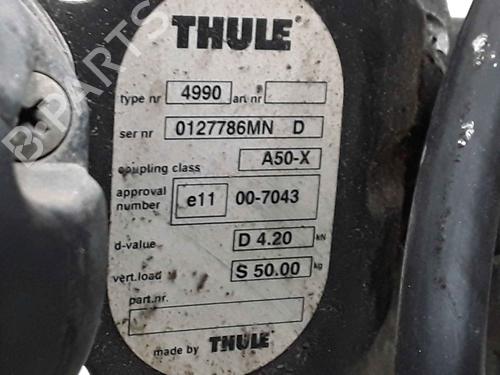 THULE
type nr 4990 art nr
ser nr 0127786MN D
coupling class A50-X
approval number e11 00-7043
d-value D 4.20 kN
vert.load S 50.00 kg
part.nr.
made by THULE
B-PARTS